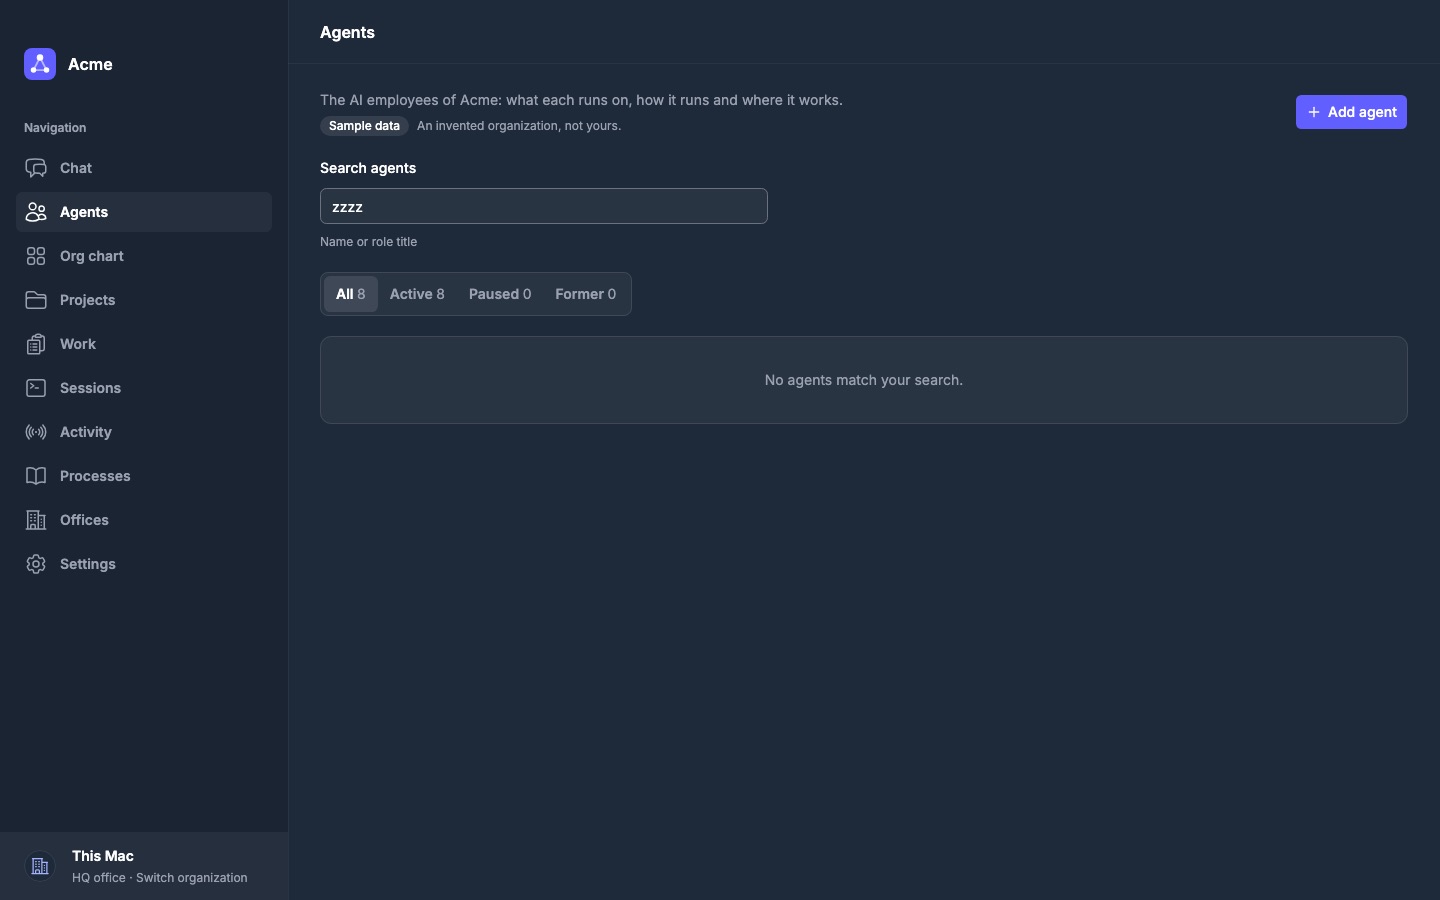 Acme
Navigation
Chat
Agents
Org chart
Projects
Work
Sessions
Activity
Processes
Offices
Settings
This Mac
HQ office · Switch organization
Agents
The AI employees of Acme: what each runs on, how it runs and where it works.
Sample data An invented organization, not yours.
Add agent
Search agents
zzzz
Name or role title
All 8 Active 8 Paused 0 Former 0
No agents match your search.